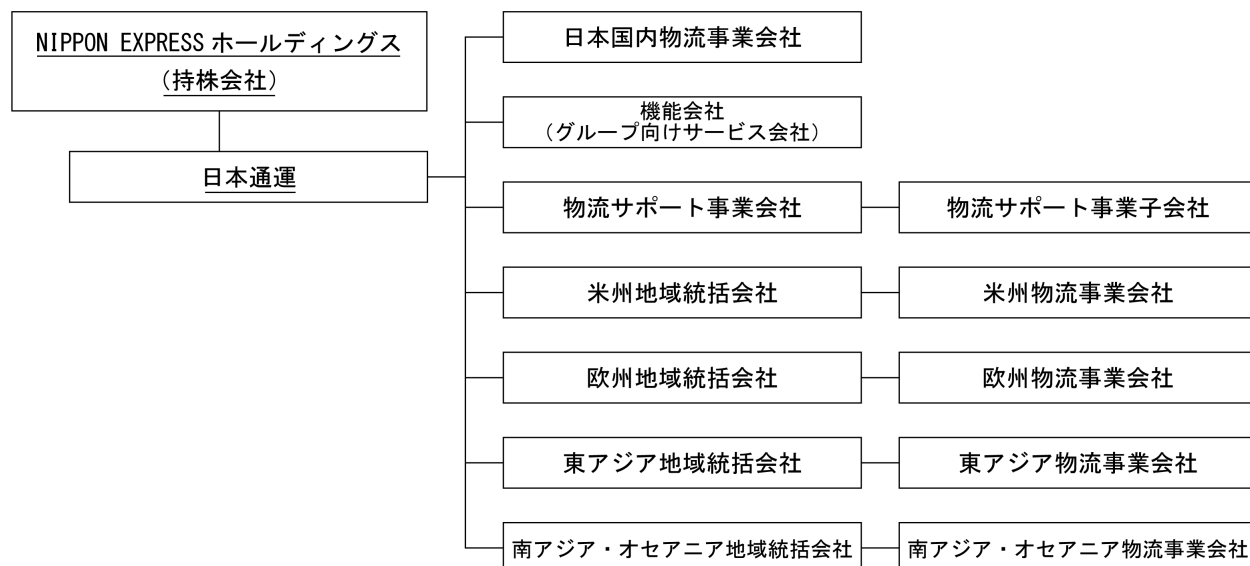 NIPPON EXPRESS ホールディングス
(持株会社)
日本通運
日本国内物流事業会社
機能会社
(グループ向けサービス会社)
物流サポート事業会社
物流サポート事業子会社
米州地域統括会社
米州物流事業会社
欧州地域統括会社
欧州物流事業会社
東アジア地域統括会社
東アジア物流事業会社
南アジア・オセアニア地域統括会社
南アジア・オセアニア物流事業会社